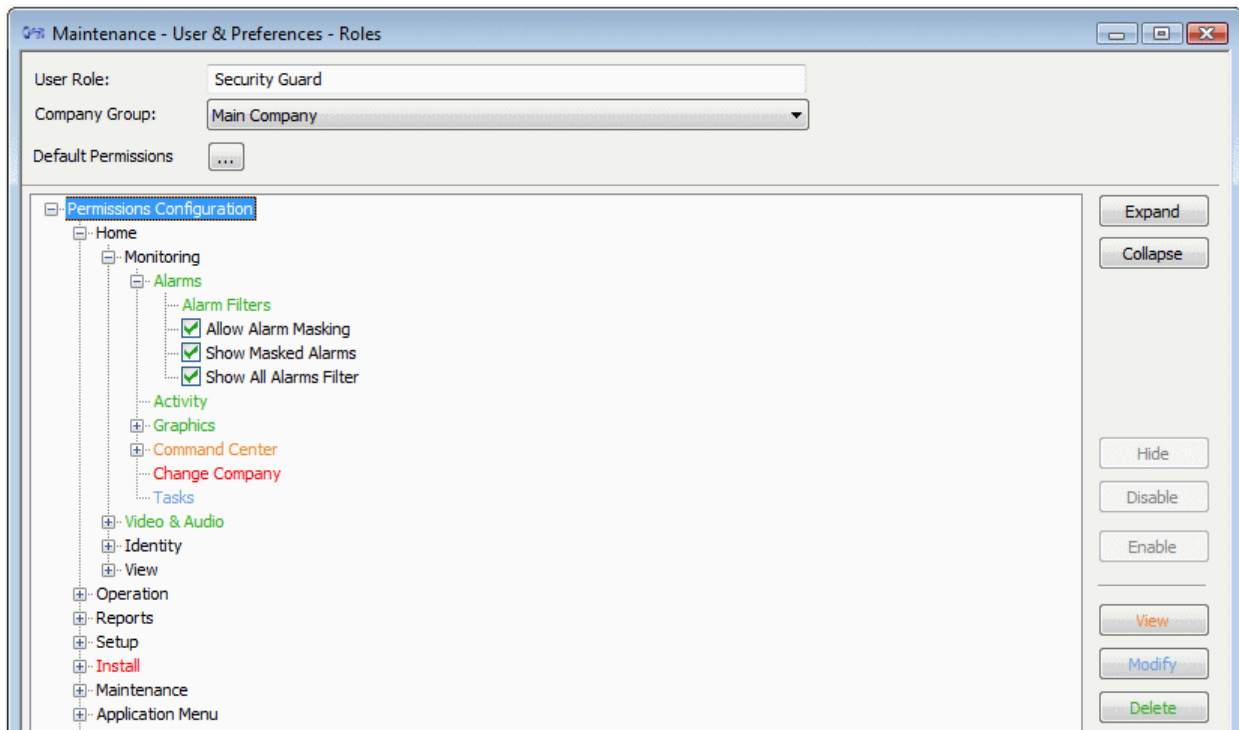 Maintenance - User & Preferences - Roles
User Role: Security Guard
Company Group: Main Company
Default Permissions ...
Permissions Configuration
Expand
Home
Monitoring
Collapse
Alarms
Alarm Filters
Allow Alarm Masking
Show Masked Alarms
Show All Alarms Filter
Activity
Graphics
Command Center
Hide
Change Company
Tasks
Disable
Video & Audio
Identity
Enable
View
Operation
Reports
View
Setup
Install
Modify
Maintenance
Application Menu
Delete